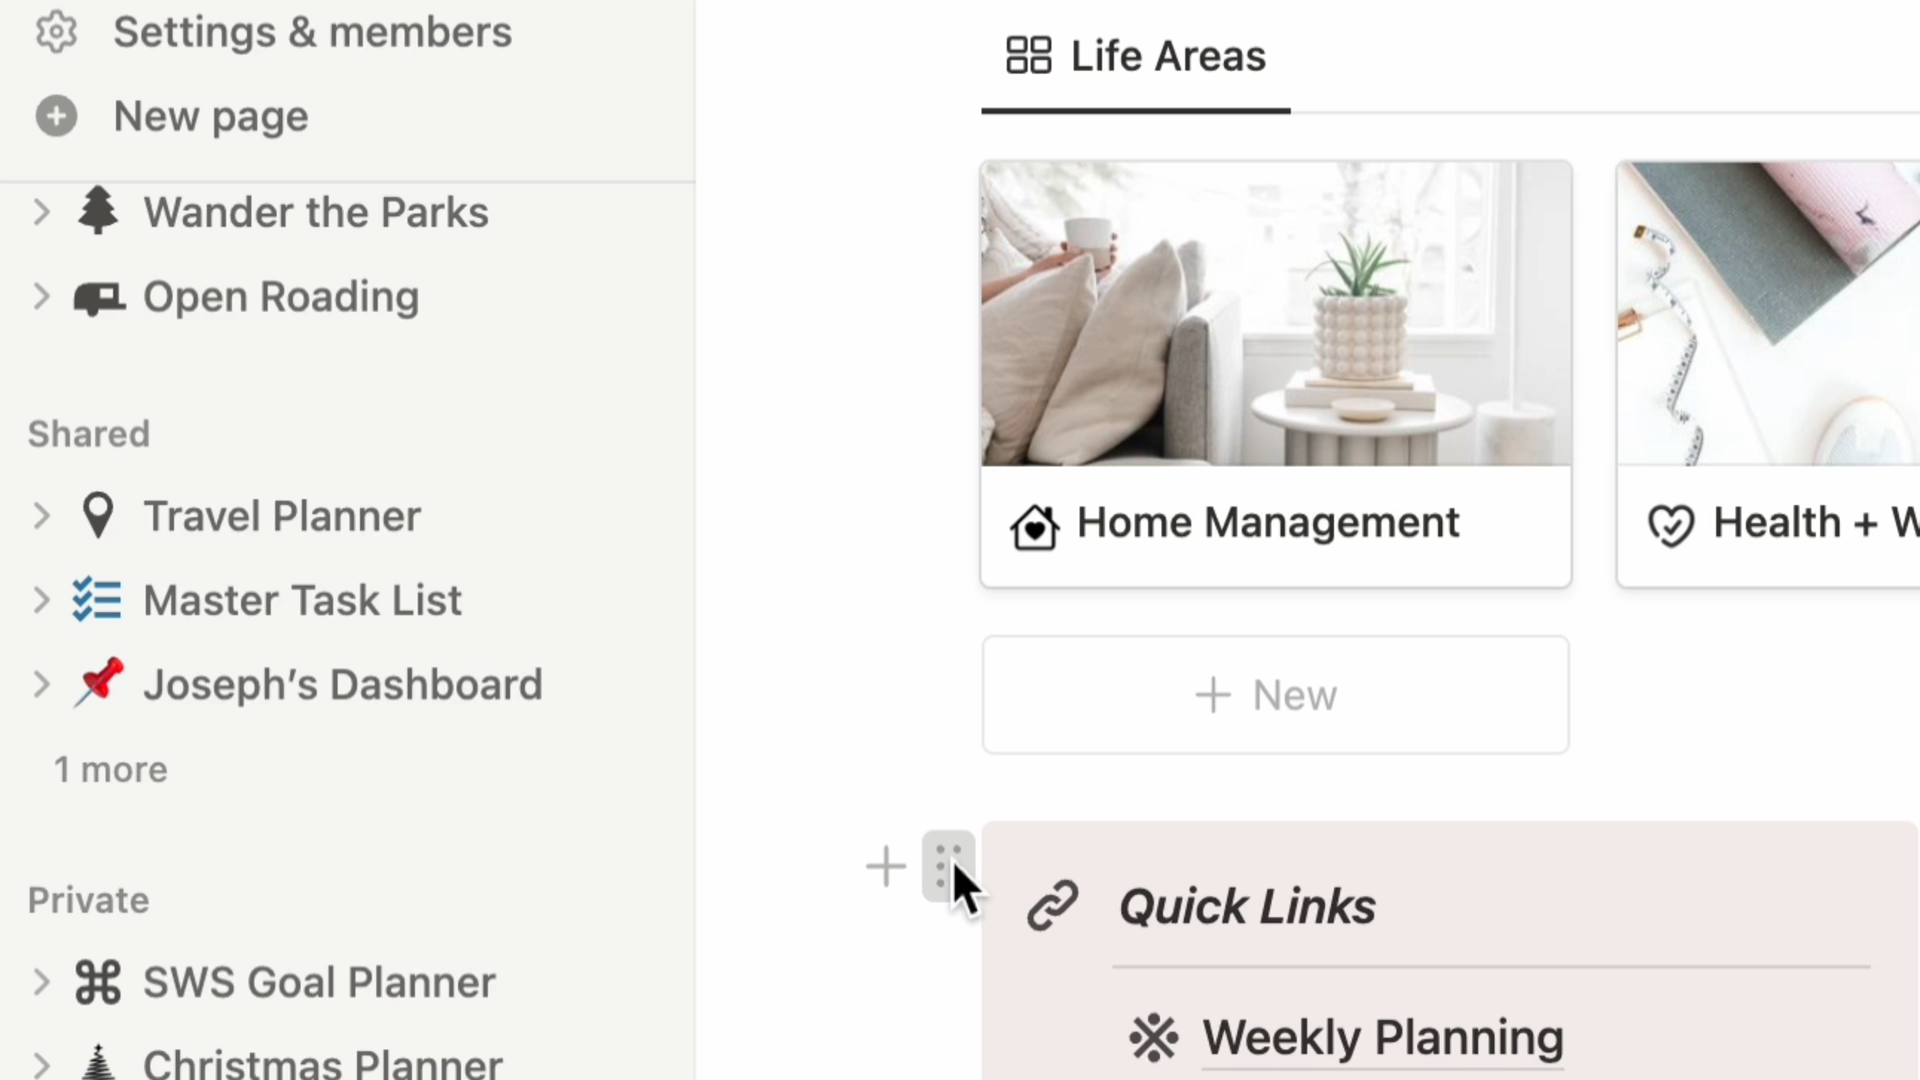 Settings & members
New page
Wander the Parks
Open Roading
Shared
Travel Planner
Master Task List
Joseph’s Dashboard
1 more
Private
SWS Goal Planner
Christmas Planner
Life Areas
Home Management
Health + W
New
Quick Links
Weekly Planning